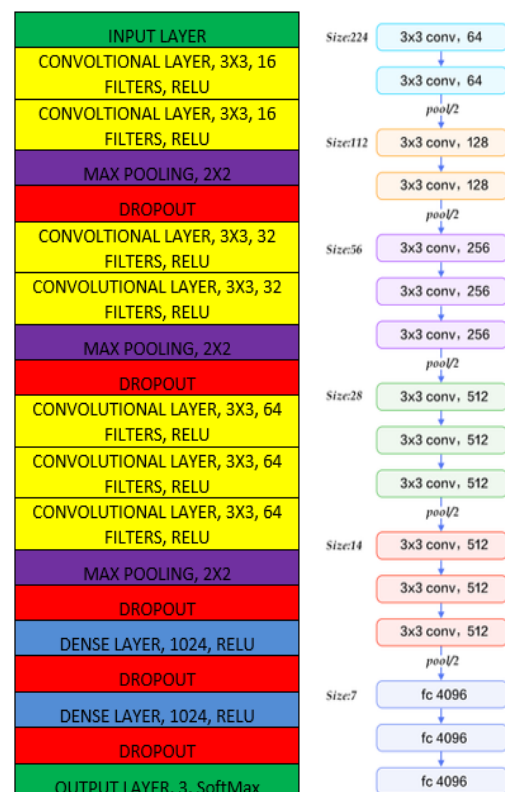 INPUT LAYER
CONVOLTIONAL LAYER, 3X3, 16
FILTERS, RELU
CONVOLTIONAL LAYER, 3X3, 16
FILTERS, RELU
MAX POOLING, 2X2
DROPOUT
CONVOLTIONAL LAYER, 3X3, 32
FILTERS, RELU
CONVOLUTIONAL LAYER, 3X3, 32
FILTERS, RELU
MAX POOLING, 2X2
DROPOUT
CONVOLUTIONAL LAYER, 3X3, 64
FILTERS, RELU
CONVOLUTIONAL LAYER, 3X3, 64
FILTERS, RELU
CONVOLUTIONAL LAYER, 3X3, 64
FILTERS, RELU
MAX POOLING, 2X2
DROPOUT
DENSE LAYER, 1024, RELU
DROPOUT
DENSE LAYER, 1024, RELU
DROPOUT
OUTPUT LAYER, 3, SoftMax
Size:224
3x3 conv, 64
3x3 conv, 64
pool/2
Size:112
3x3 conv, 128
3x3 conv, 128
pool/2
Size:56
3x3 conv, 256
3x3 conv, 256
3x3 conv, 256
pool/2
Size:28
3x3 conv, 512
3x3 conv, 512
3x3 conv, 512
pool/2
Size:14
3x3 conv, 512
3x3 conv, 512
3x3 conv, 512
pool/2
Size:7
fc 4096
fc 4096
fc 4096